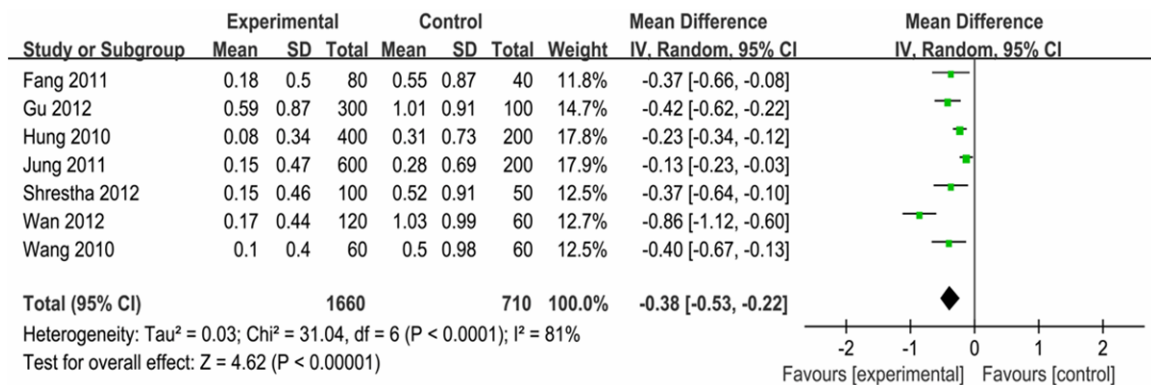 Experimental Control Mean Difference Mean Difference
Study or Subgroup Mean SD Total Mean SD Total Weight IV, Random, 95% CI IV, Random, 95% CI
Fang 2011 0.18 0.5 80 0.55 0.87 40 11.8% -0.37 [-0.66, -0.08]
Gu 2012 0.59 0.87 300 1.01 0.91 100 14.7% -0.42 [-0.62, -0.22]
Hung 2010 0.08 0.34 400 0.31 0.73 200 17.8% -0.23 [-0.34, -0.12]
Jung 2011 0.15 0.47 600 0.28 0.69 200 17.9% -0.13 [-0.23, -0.03]
Shrestha 2012 0.15 0.46 100 0.52 0.91 50 12.5% -0.37 [-0.64, -0.10]
Wan 2012 0.17 0.44 120 1.03 0.99 60 12.7% -0.86 [-1.12, -0.60]
Wang 2010 0.1 0.4 60 0.5 0.98 60 12.5% -0.40 [-0.67, -0.13]
Total (95% CI) 1660 710 100.0% -0.38 [-0.53, -0.22]
Heterogeneity: Tau² = 0.03; Chi² = 31.04, df = 6 (P < 0.0001); I² = 81%
Test for overall effect: Z = 4.62 (P < 0.00001)
-2 -1 0 1 2
Favours [experimental] Favours [control]